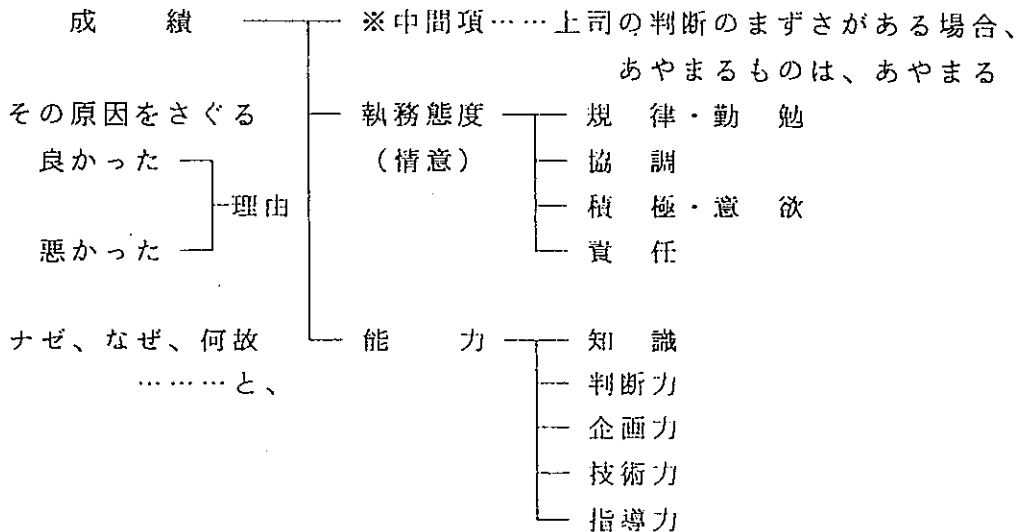 成績 ※中間項……上司の判断のまずさがある場合、
あやまるものは、あやまる
その原因をさぐる 執務態度 規律・勤勉
良かった (情意) 協調
理由 積極・意欲
悪かった 責任
ナゼ、なぜ、何故 能力 知識
………と、 判断力
企画力
技術力
指導力